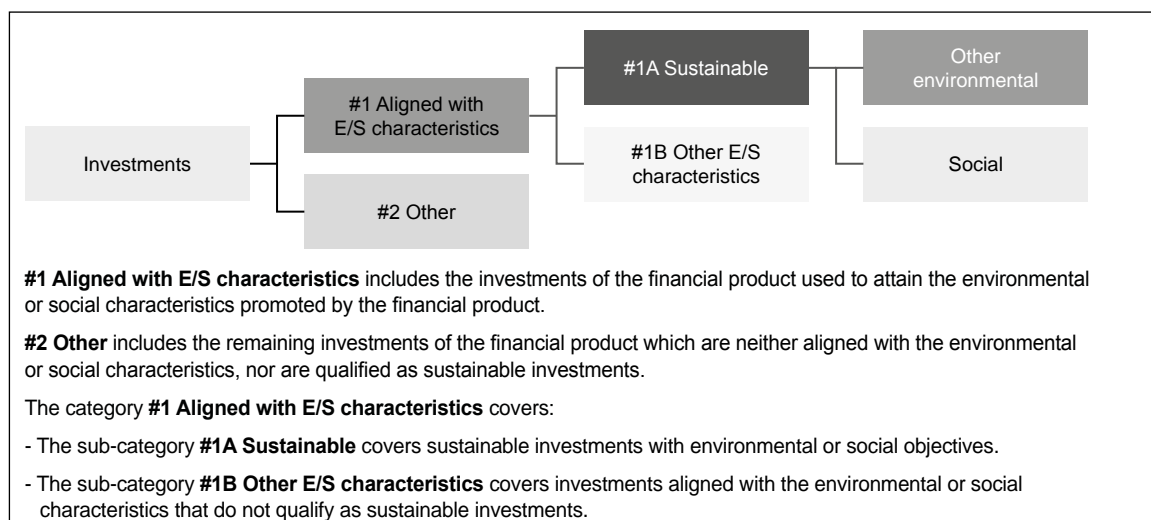 #1A Sustainable
Other
environmental
#1 Aligned with
E/S characteristics
Investments
#1B Other E/S
characteristics
Social
#2 Other
#1 Aligned with E/S characteristics includes the investments of the financial product used to attain the environmental
or social characteristics promoted by the financial product.
#2 Other includes the remaining investments of the financial product which are neither aligned with the environmental
or social characteristics, nor are qualified as sustainable investments.
The category #1 Aligned with E/S characteristics covers:
- The sub-category #1A Sustainable covers sustainable investments with environmental or social objectives.
- The sub-category #1B Other E/S characteristics covers investments aligned with the environmental or social
characteristics that do not qualify as sustainable investments.